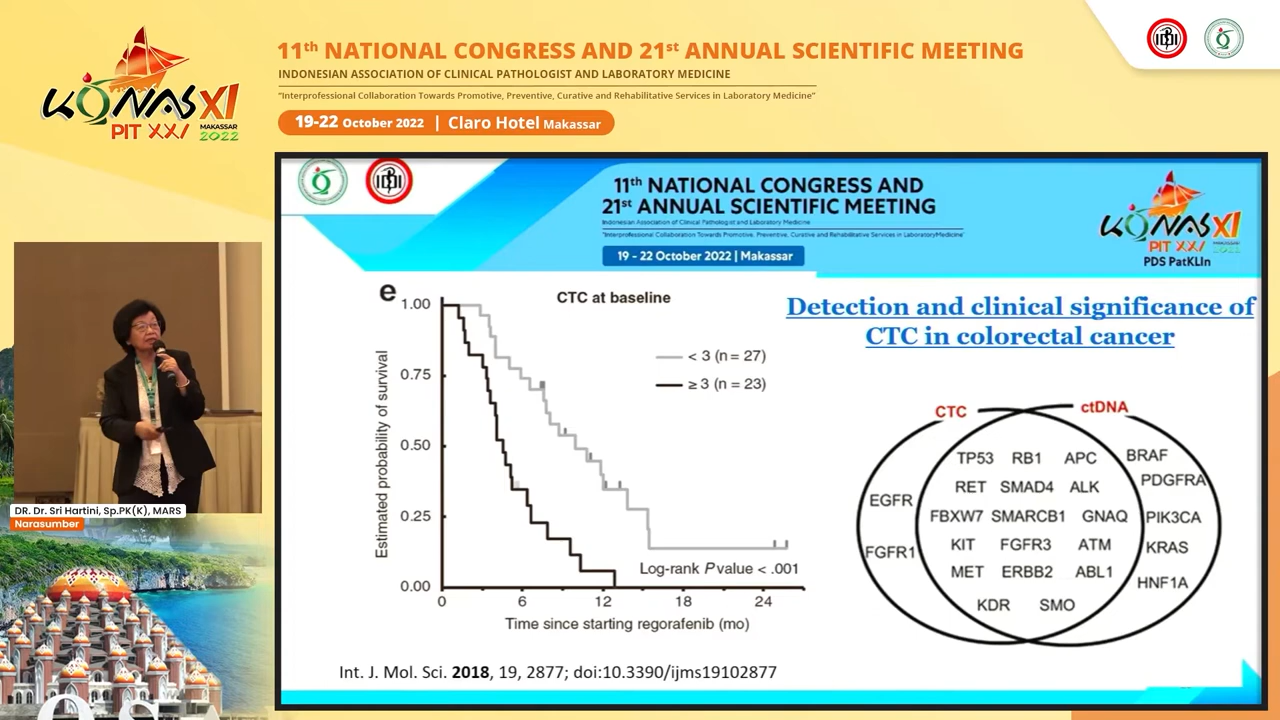 KONAS XI
PIT XXI
MAKASSAR
2022
11th NATIONAL CONGRESS AND 21st ANNUAL SCIENTIFIC MEETING
INDONESIAN ASSOCIATION OF CLINICAL PATHOLOGIST AND LABORATORY MEDICINE
"Interprofessional Collaboration Towards Promotive, Preventive, Curative and Rehabilitative Services in Laboratory Medicine"
19-22 October 2022 | Claro Hotel Makassar
IDI
11th NATIONAL CONGRESS AND
21st ANNUAL SCIENTIFIC MEETING
Indonesian Association of Clinical Pathologist and Laboratory Medicine
"Interprofessional Collaboration Towards Promotive, Preventive, Curative and Rehabilitative Services in LaboratoryMedicine"
19 - 22 October 2022 | Makassar
IDI
KONAS XI
PIT XXI
MAKASSAR
2022
PDS PatKLIn
Detection and clinical significance of
CTC in colorectal cancer
e
CTC at baseline
1.00
0.75
0.50
0.25
0.00
Estimated probability of survival
< 3 (n = 27)
≥ 3 (n = 23)
Log-rank P value < .001
0 6 12 18 24
Time since starting regorafenib (mo)
CTC
ctDNA
EGFR
FGFR1
TP53 RB1 APC
RET SMAD4 ALK
FBXW7 SMARCB1 GNAQ
KIT FGFR3 ATM
MET ERBB2 ABL1
KDR SMO
BRAF
PDGFRA
PIK3CA
KRAS
HNF1A
Int. J. Mol. Sci. 2018, 19, 2877; doi:10.3390/ijms19102877
DR. Dr. Sri Hartini, Sp.PK(K), MARS
Narasumber